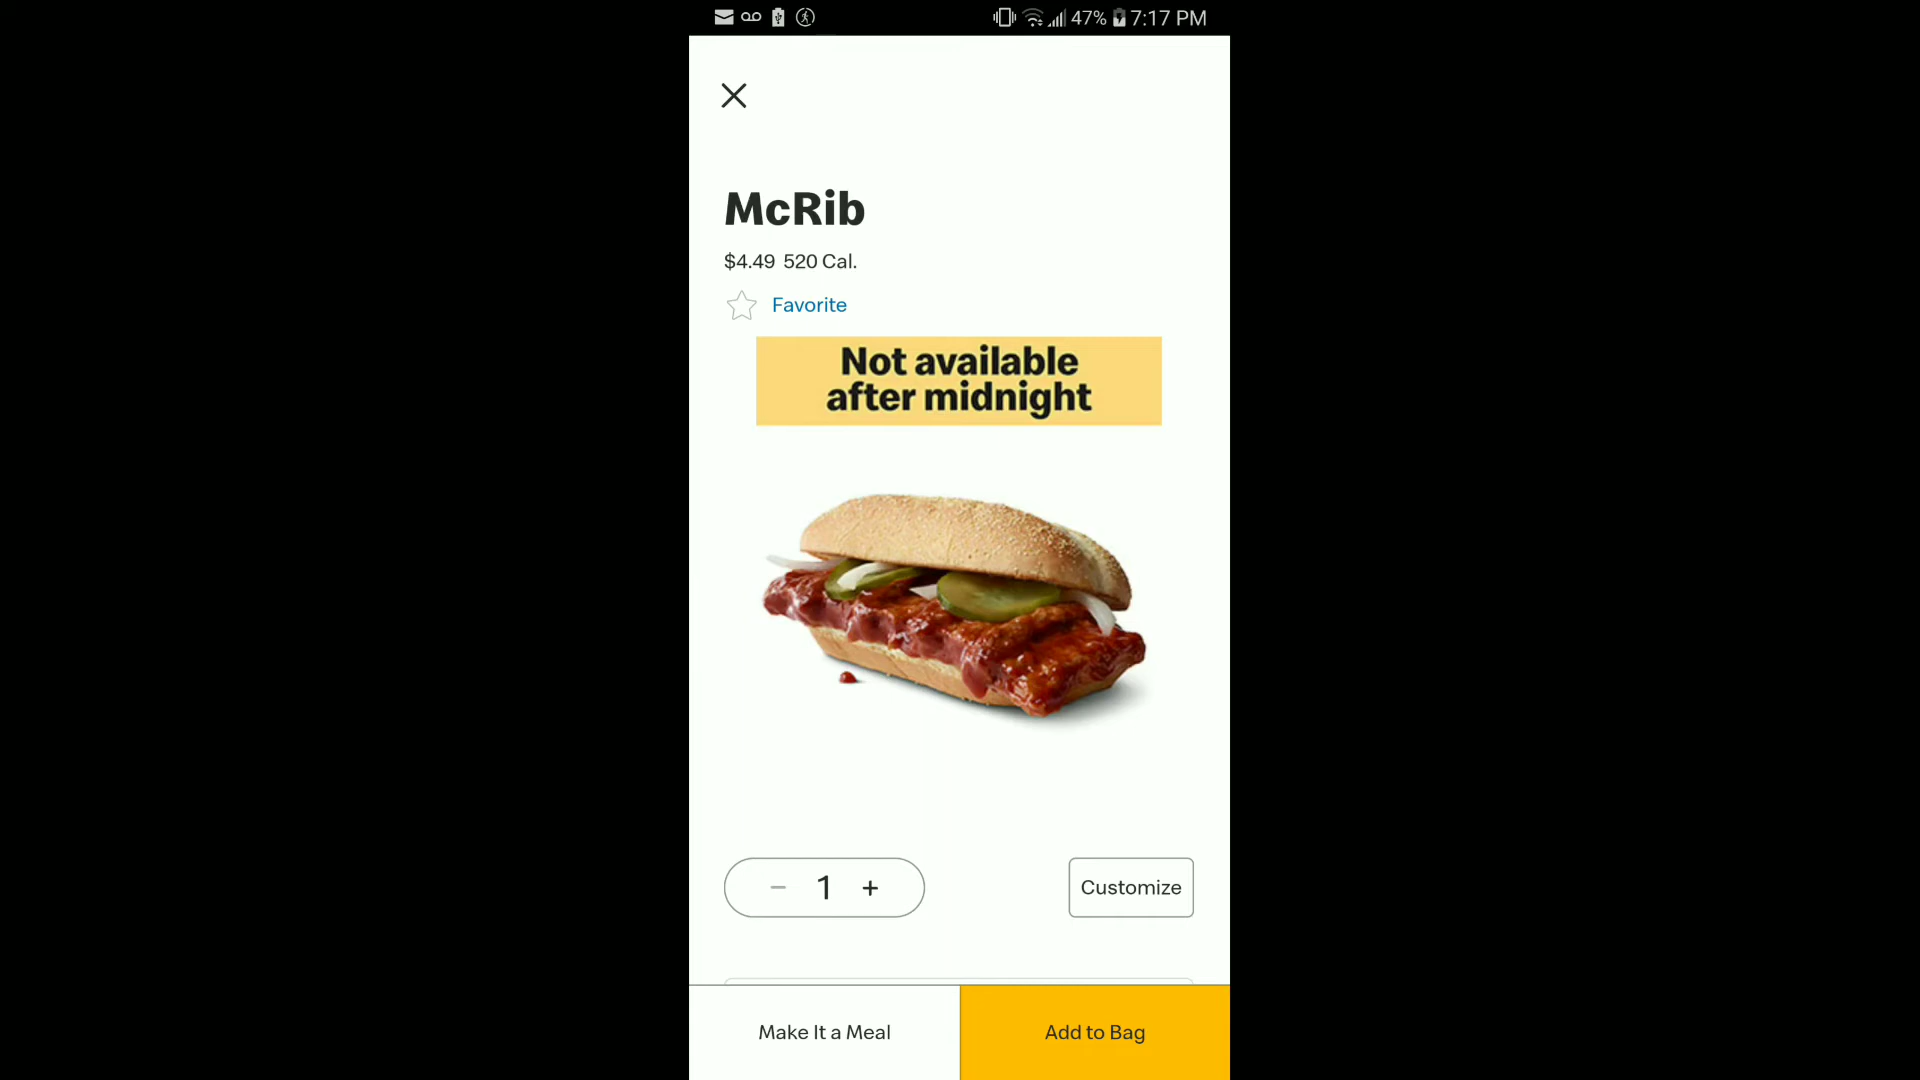 47% 7:17 PM
McRib
$4.49 520 Cal.
Favorite
Not available
after midnight
1
Customize
Make It a Meal
Add to Bag